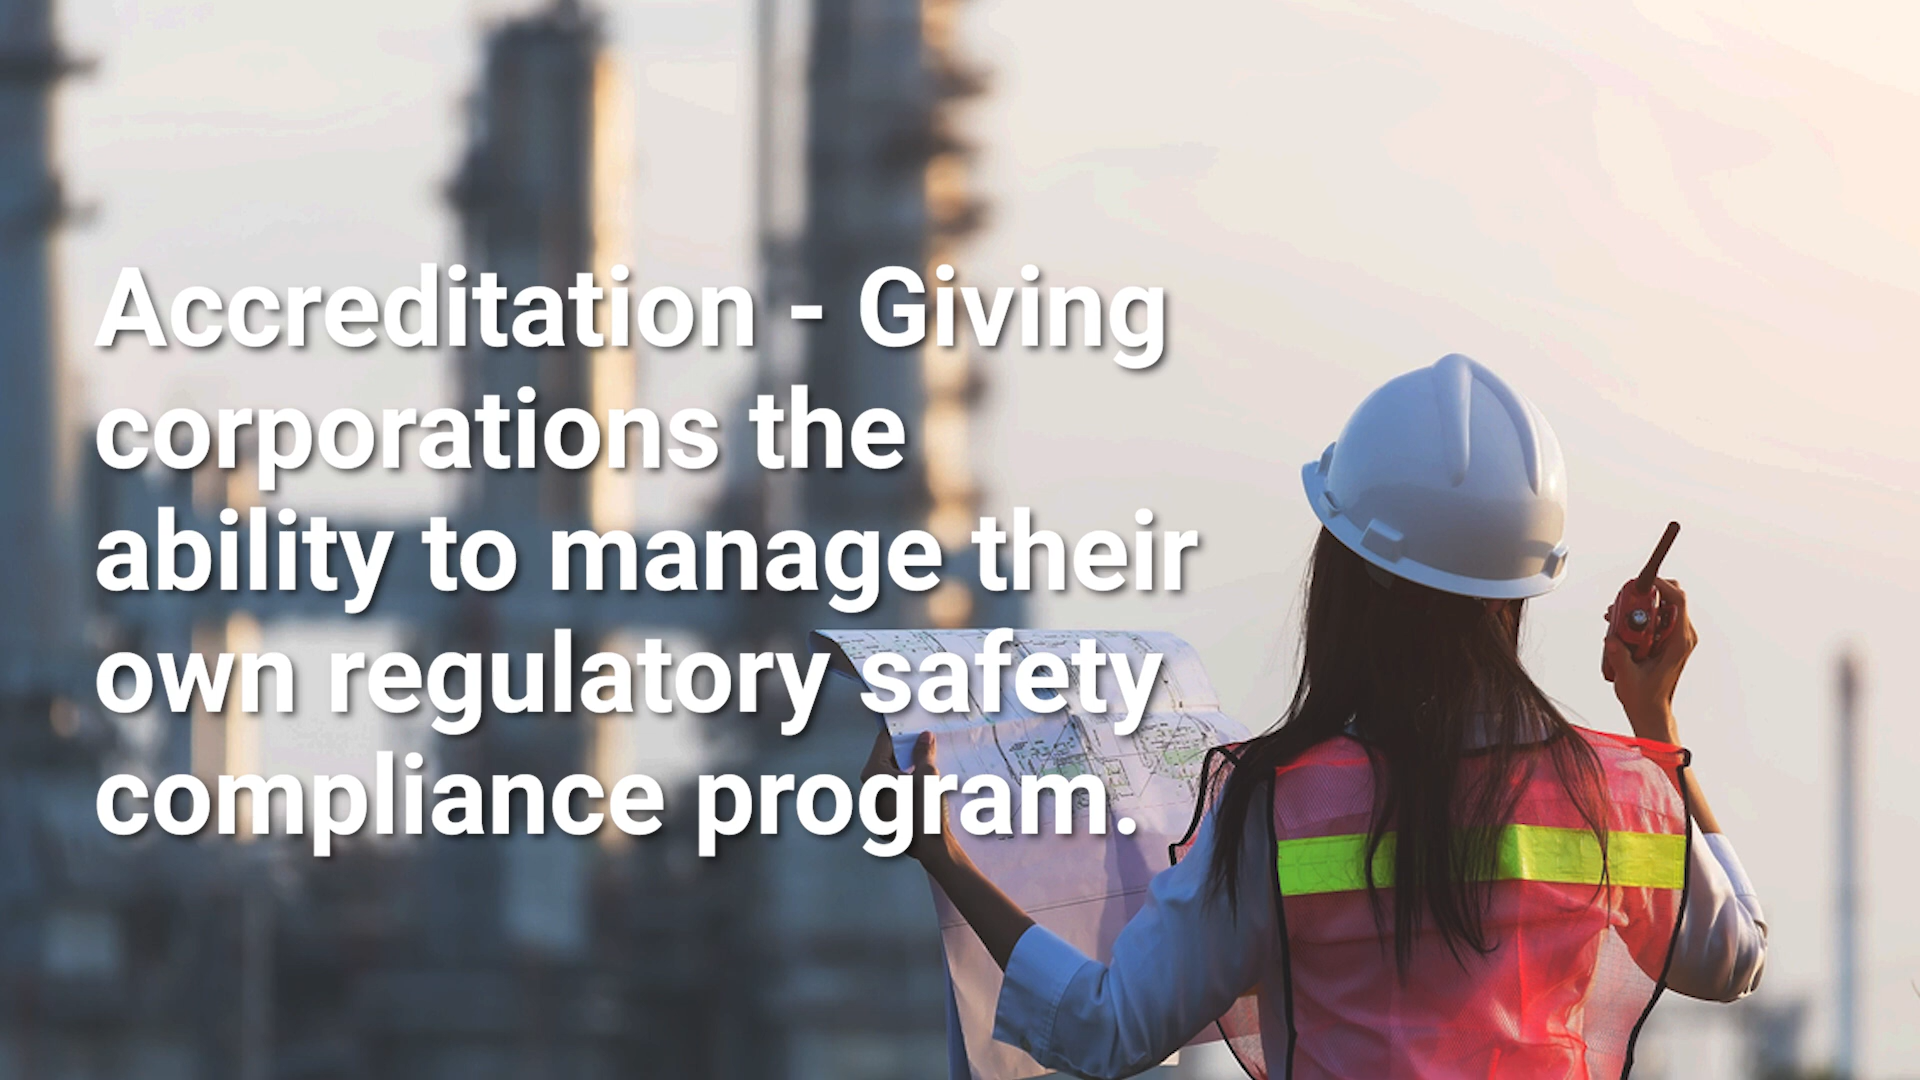 Accreditation - Giving
corporations the
ability to manage their
own regulatory safety
compliance program.